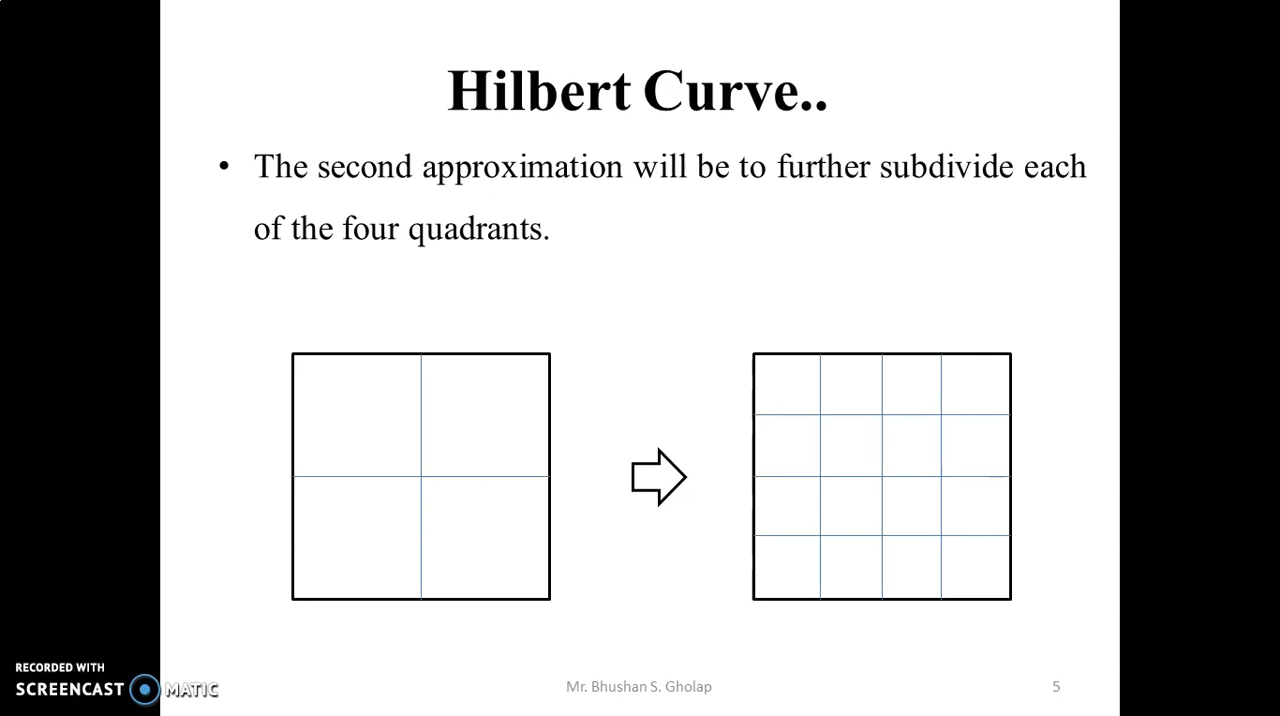 Hilbert Curve..
• The second approximation will be to further subdivide each
of the four quadrants.
RECORDED WITH
SCREENCAST MATIC
Mr. Bhushan S. Gholap
5